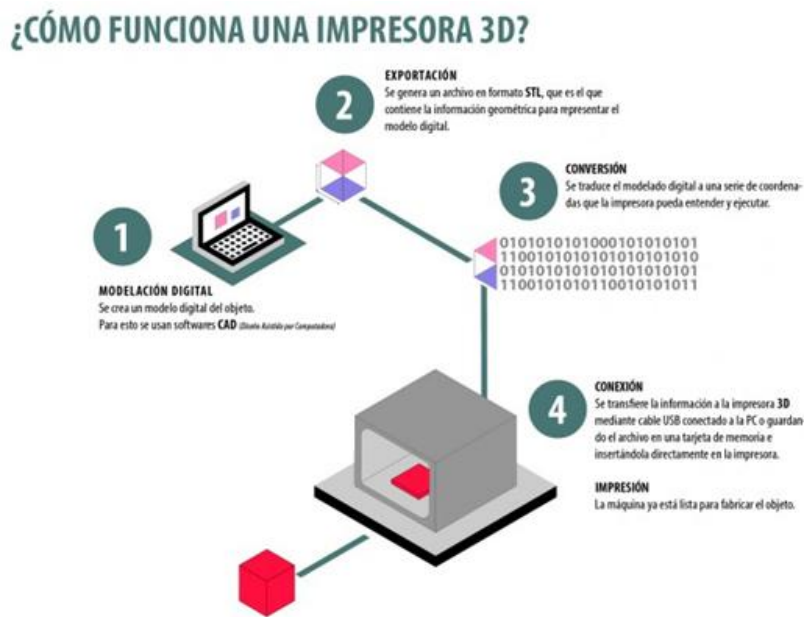 ¿CÓMO FUNCIONA UNA IMPRESORA 3D?
1
MODELACIÓN DIGITAL
Se crea un modelo digital del objeto.
Para esto se usan softwares CAD (Diseño Asistido por Computadora)
2
EXPORTACIÓN
Se genera un archivo en formato STL, que es el que
contiene la información geométrica para representar el
modelo digital.
3
CONVERSIÓN
Se traduce el modelado digital a una serie de coordena-
das que la impresora pueda entender y ejecutar.
0101010101000101010101
1100101010101010101010
0101010101010101010101
1100101010110010101011
4
CONEXIÓN
Se transfiere la información a la impresora 3D
mediante cable USB conectado a la PC o guardan-
do el archivo en una tarjeta de memoria e
insertándola directamente en la impresora.
IMPRESIÓN
La máquina ya está lista para fabricar el objeto.